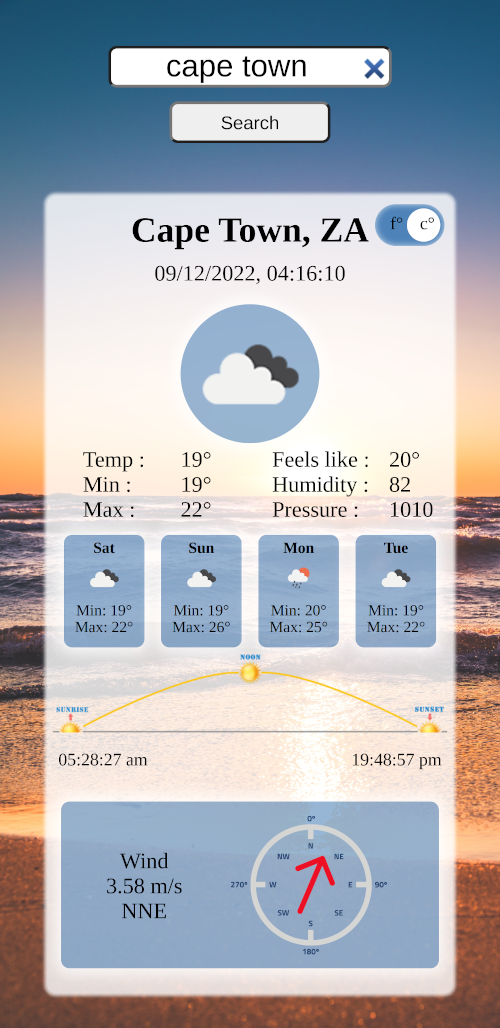 cape town
Search
Cape Town, ZA
f° c°
09/12/2022, 04:16:10
Temp : 19° Feels like : 20°
Min : 19° Humidity : 82
Max : 22° Pressure : 1010
Sat Sun Mon Tue
Min: 19° Min: 19° Min: 20° Min: 19°
Max: 22° Max: 26° Max: 25° Max: 22°
NOON
SUNRISE SUNSET
05:28:27 am 19:48:57 pm
Wind
3.58 m/s
NNE
0°
N
NW NE
270° W E 90°
SW SE
S
180°